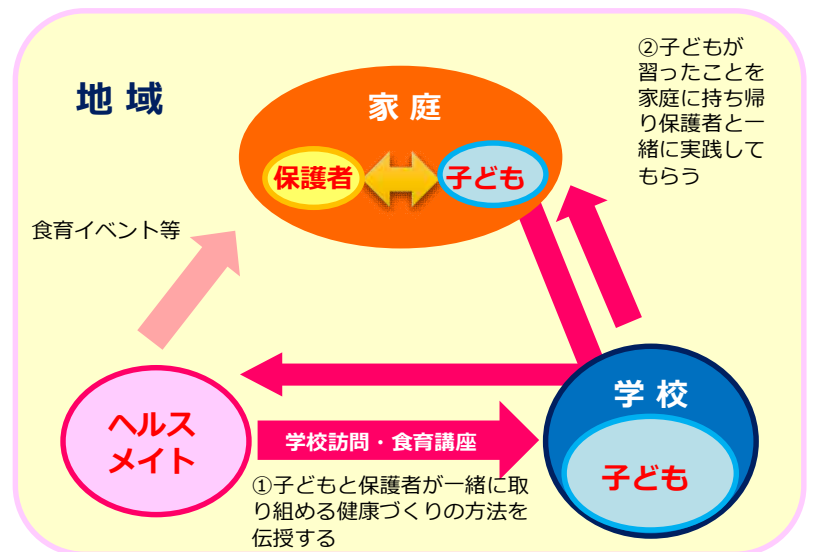 地 域
②子どもが
習ったことを
家庭に持ち帰
り保護者と一
緒に実践して
もらう
家 庭
保護者
子ども
食育イベント等
学 校
子ども
ヘルス
メイト
学校訪問・食育講座
①子どもと保護者が一緒に取
り組める健康づくりの方法を
伝授する